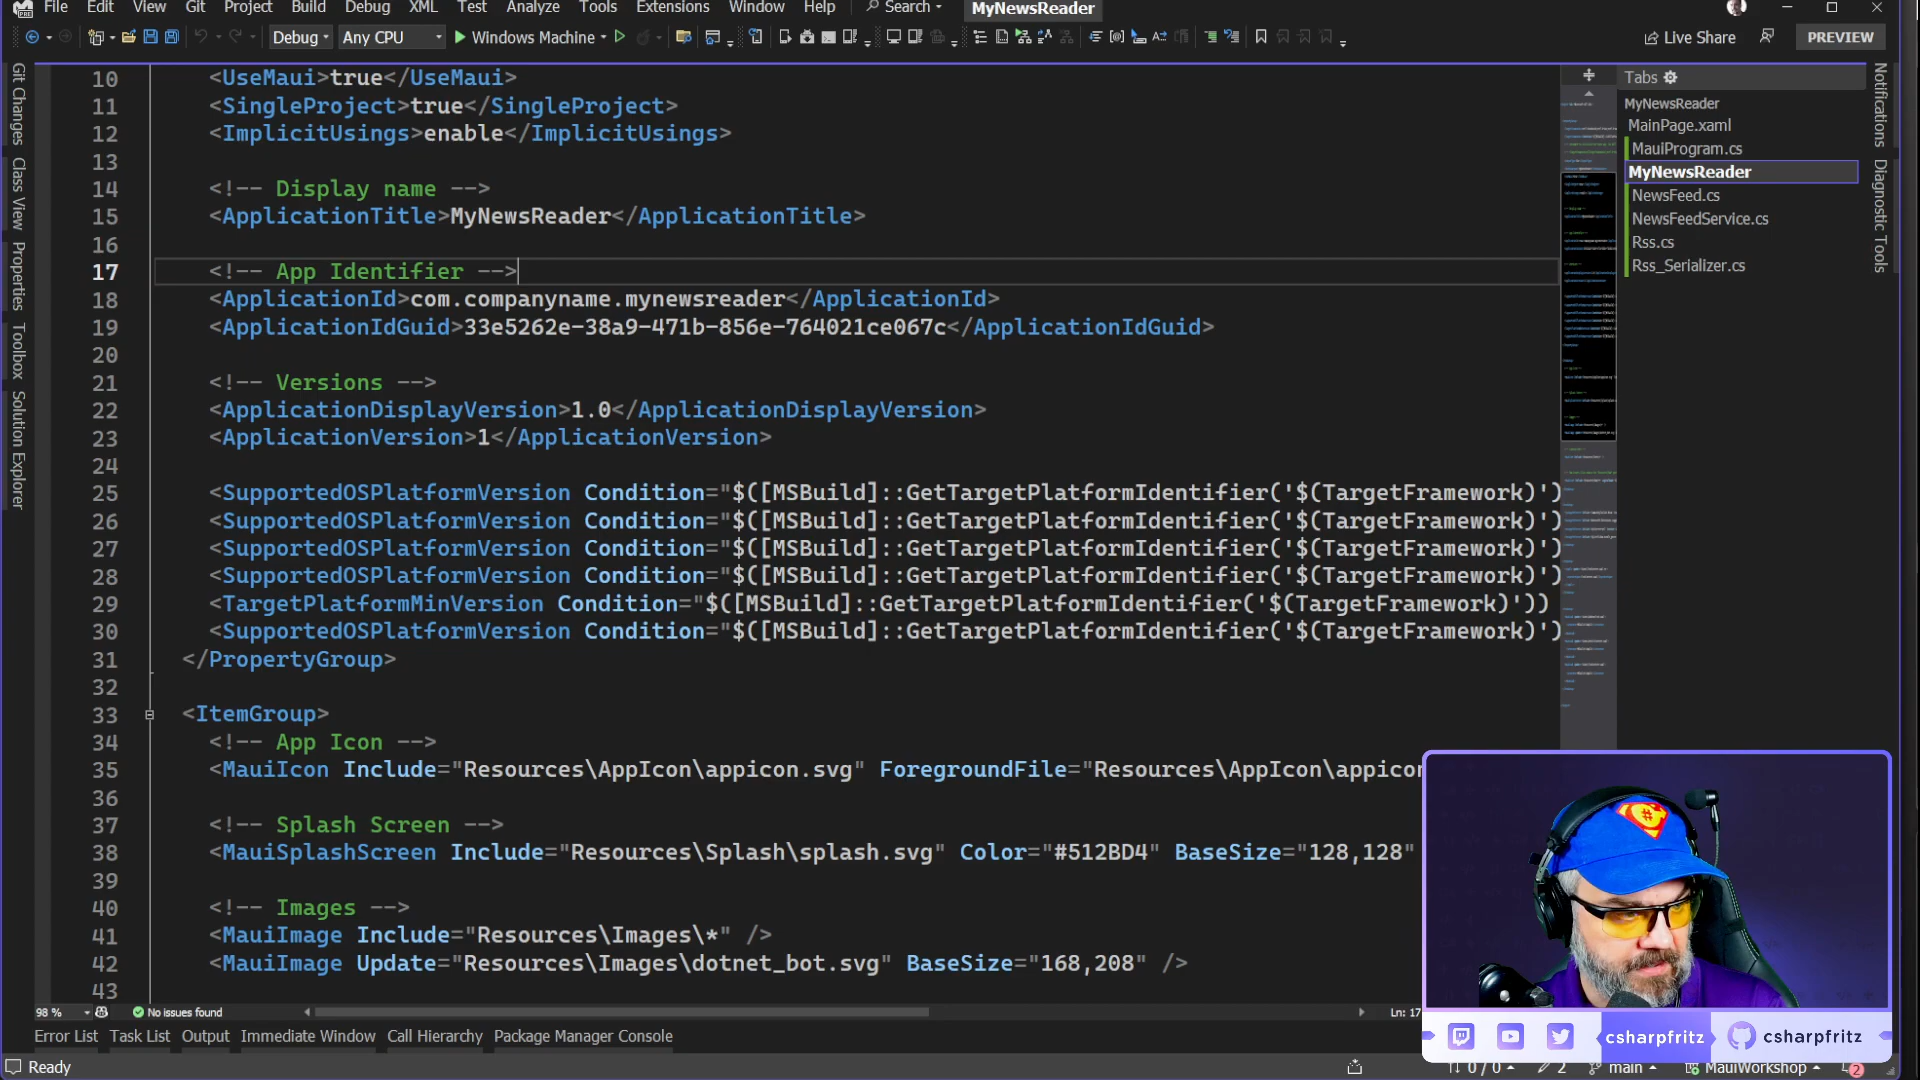 File Edit View Git Project Build Debug XML Test Analyze Tools Extensions Window Help Search MyNewsReader
Debug Any CPU Windows Machine Live Share PREVIEW
Git Changes
Class View
Properties
Toolbox
Solution Explorer
10 <UseMaui>true</UseMaui>
11 <SingleProject>true</SingleProject>
12 <ImplicitUsings>enable</ImplicitUsings>
13
14 <!-- Display name -->
15 <ApplicationTitle>MyNewsReader</ApplicationTitle>
16
17 <!-- App Identifier -->
18 <ApplicationId>com.companyname.mynewsreader</ApplicationId>
19 <ApplicationIdGuid>33e5262e-38a9-471b-856e-764021ce067c</ApplicationIdGuid>
20
21 <!-- Versions -->
22 <ApplicationDisplayVersion>1.0</ApplicationDisplayVersion>
23 <ApplicationVersion>1</ApplicationVersion>
24
25 <SupportedOSPlatformVersion Condition="$([MSBuild]::GetTargetPlatformIdentifier('$(TargetFramework)')
26 <SupportedOSPlatformVersion Condition="$([MSBuild]::GetTargetPlatformIdentifier('$(TargetFramework)')
27 <SupportedOSPlatformVersion Condition="$([MSBuild]::GetTargetPlatformIdentifier('$(TargetFramework)')
28 <SupportedOSPlatformVersion Condition="$([MSBuild]::GetTargetPlatformIdentifier('$(TargetFramework)')
29 <TargetPlatformMinVersion Condition="$([MSBuild]::GetTargetPlatformIdentifier('$(TargetFramework)'))
30 <SupportedOSPlatformVersion Condition="$([MSBuild]::GetTargetPlatformIdentifier('$(TargetFramework)')
31 </PropertyGroup>
32
33 <ItemGroup>
34 <!-- App Icon -->
35 <MauiIcon Include="Resources\AppIcon\appicon.svg" ForegroundFile="Resources\AppIcon\appicon
36
37 <!-- Splash Screen -->
38 <MauiSplashScreen Include="Resources\Splash\splash.svg" Color="#512BD4" BaseSize="128,128"
39
40 <!-- Images -->
41 <MauiImage Include="Resources\Images\*" />
42 <MauiImage Update="Resources\Images\dotnet_bot.svg" BaseSize="168,208" />
43
Tabs
MyNewsReader
MainPage.xaml
MauiProgram.cs
MyNewsReader
NewsFeed.cs
NewsFeedService.cs
Rss.cs
Rss_Serializer.cs
Notifications
Diagnostic Tools
98 % No issues found Ln: 17
Error List Task List Output Immediate Window Call Hierarchy Package Manager Console
csharpfritz csharpfritz
Ready 0 / 0 2 main MauiWorkshop 2